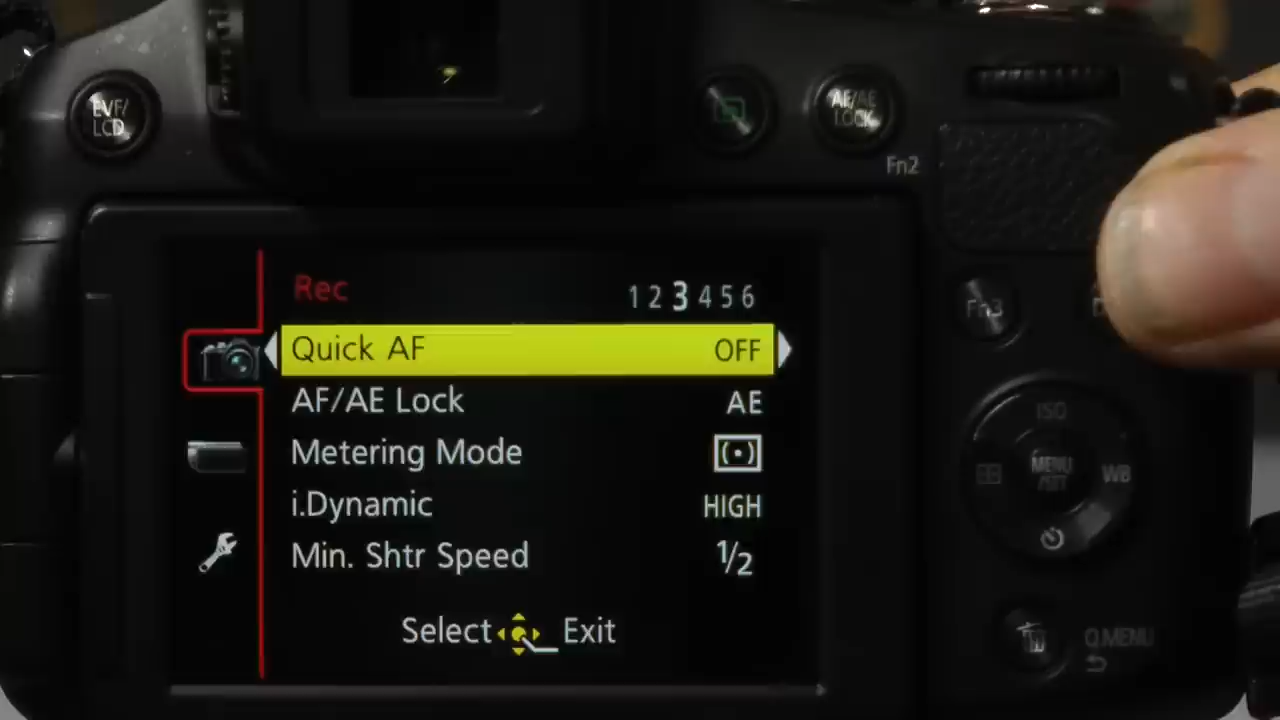 EVF/
LCD
AF/AE
LOCK
Fn2
Rec
1 2 3 4 5 6
Quick AF OFF
AF/AE Lock AE
Metering Mode
i.Dynamic HIGH
Min. Shtr Speed 1/2
Select Exit
Fn3
ISO
MENU
/SET
WB
Q.MENU